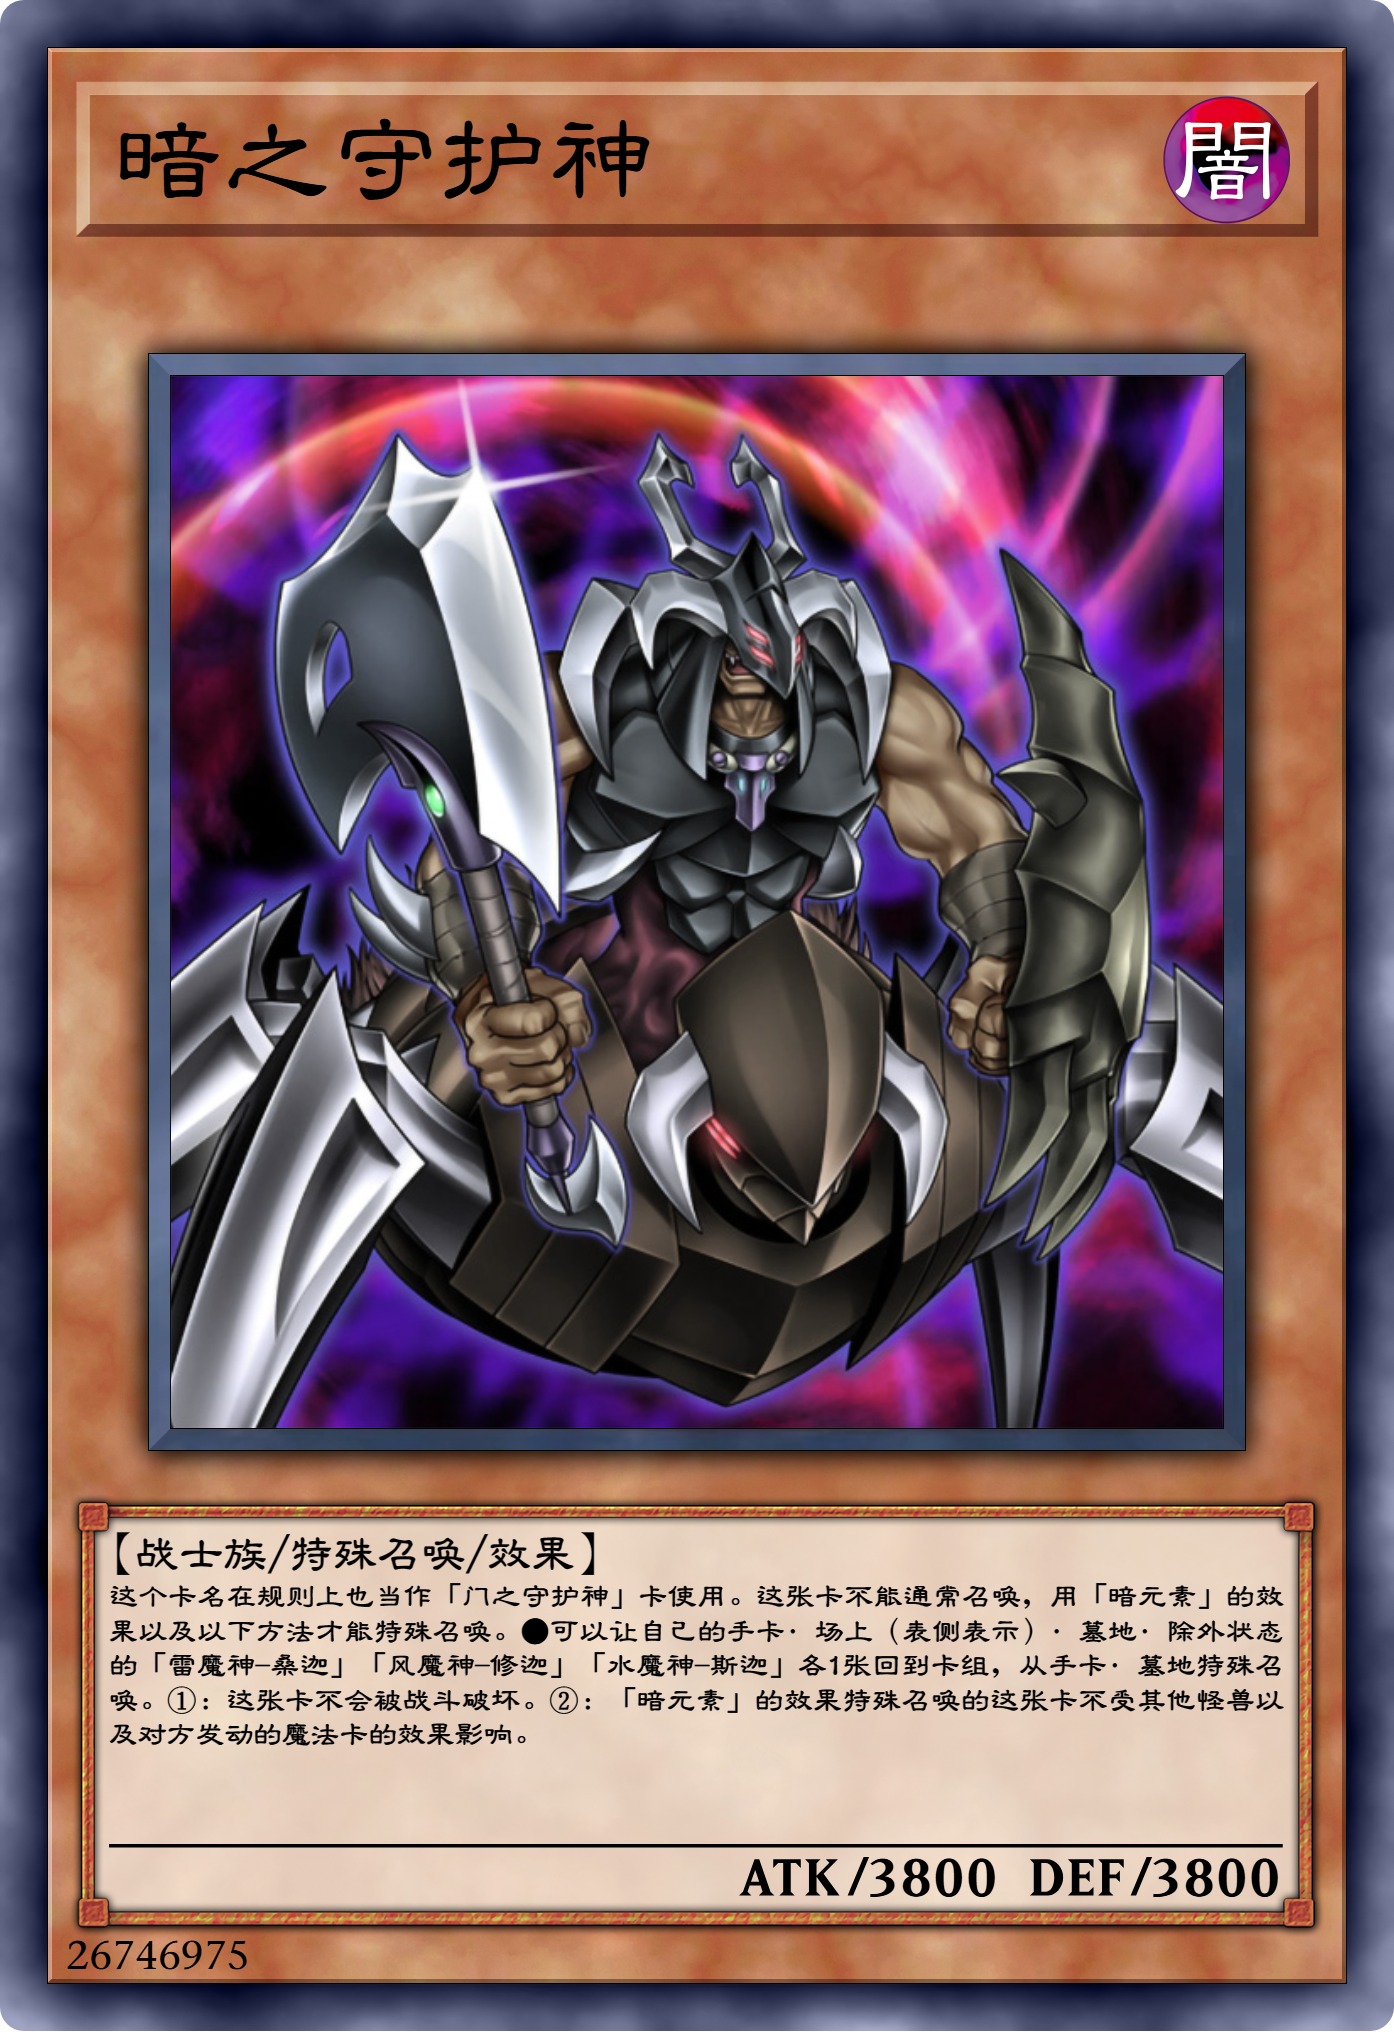 暗之守护神
闇
【战士族/特殊召唤/效果】
这个卡名在规则上也当作「门之守护神」卡使用。这张卡不能通常召唤，用「暗元素」的效
果以及以下方法才能特殊召唤。●可以让自己的手卡·场上（表侧表示）·墓地·除外状态
的「雷魔神-桑迦」「风魔神-修迦」「水魔神-斯迦」各1张回到卡组，从手卡·墓地特殊召
唤。①：这张卡不会被战斗破坏。②：「暗元素」的效果特殊召唤的这张卡不受其他怪兽以
及对方发动的魔法卡的效果影响。
ATK/3800 DEF/3800
26746975